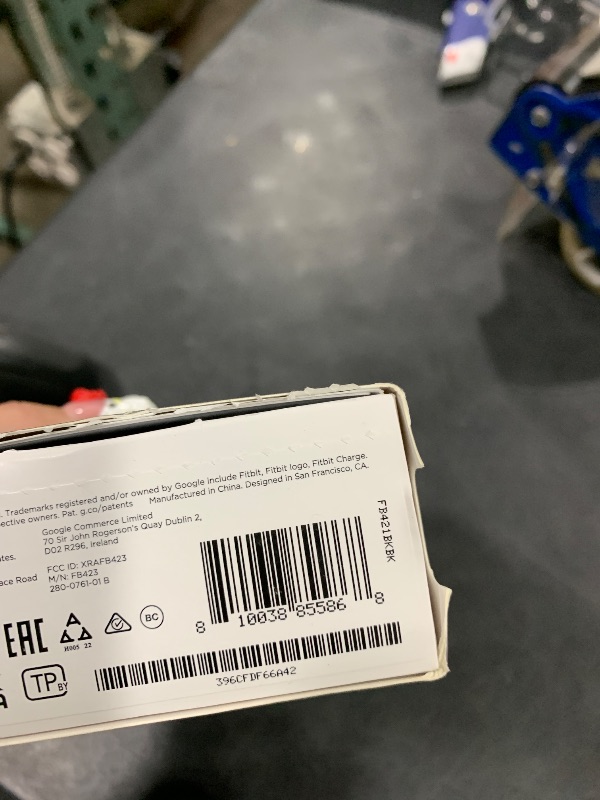 . Trademarks registered and/or owned by Google include Fitbit, Fitbit logo, Fitbit Charge.
ective owners. Pat. g.co/patents Manufactured in China. Designed in San Francisco, CA.
Google Commerce Limited
70 Sir John Rogerson's Quay Dublin 2,
ates. D02 R296, Ireland
FCC ID: XRAFB423
ace Road M/N: FB423
280-0761-01 B
FB421BKBK
8 10038 85586 8
EAC
H005 22
BC
TP BY
396CFDF66A42